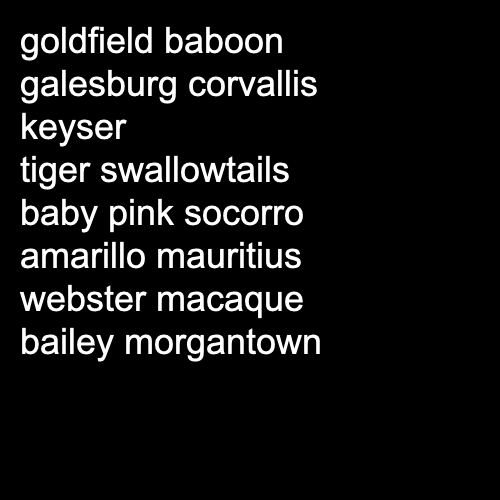 goldfield baboon
galesburg corvallis
keyser
tiger swallowtails
baby pink socorro
amarillo mauritius
webster macaque
bailey morgantown